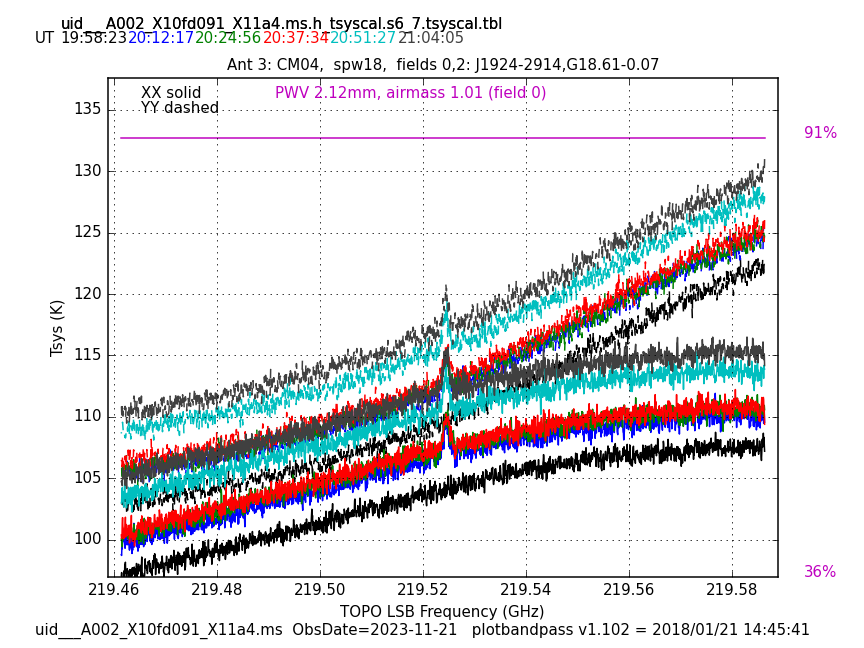 uid___A002_X10fd091_X11a4.ms.h_tsyscal.s6_7.tsyscal.tbl
UT 19:58:23 20:12:17 20:24:56 20:37:34 20:51:27 21:04:05
Ant 3: CM04,  spw18,  fields 0,2: J1924-2914,G18.61-0.07
XX solid
PWV 2.12mm, airmass 1.01 (field 0)
YY dashed
91%
135
130
125
120
115
110
105
100
Tsys (K)
36%
219.46 219.48 219.50 219.52 219.54 219.56 219.58
TOPO LSB Frequency (GHz)
uid___A002_X10fd091_X11a4.ms  ObsDate=2023-11-21   plotbandpass v1.102 = 2018/01/21 14:45:41